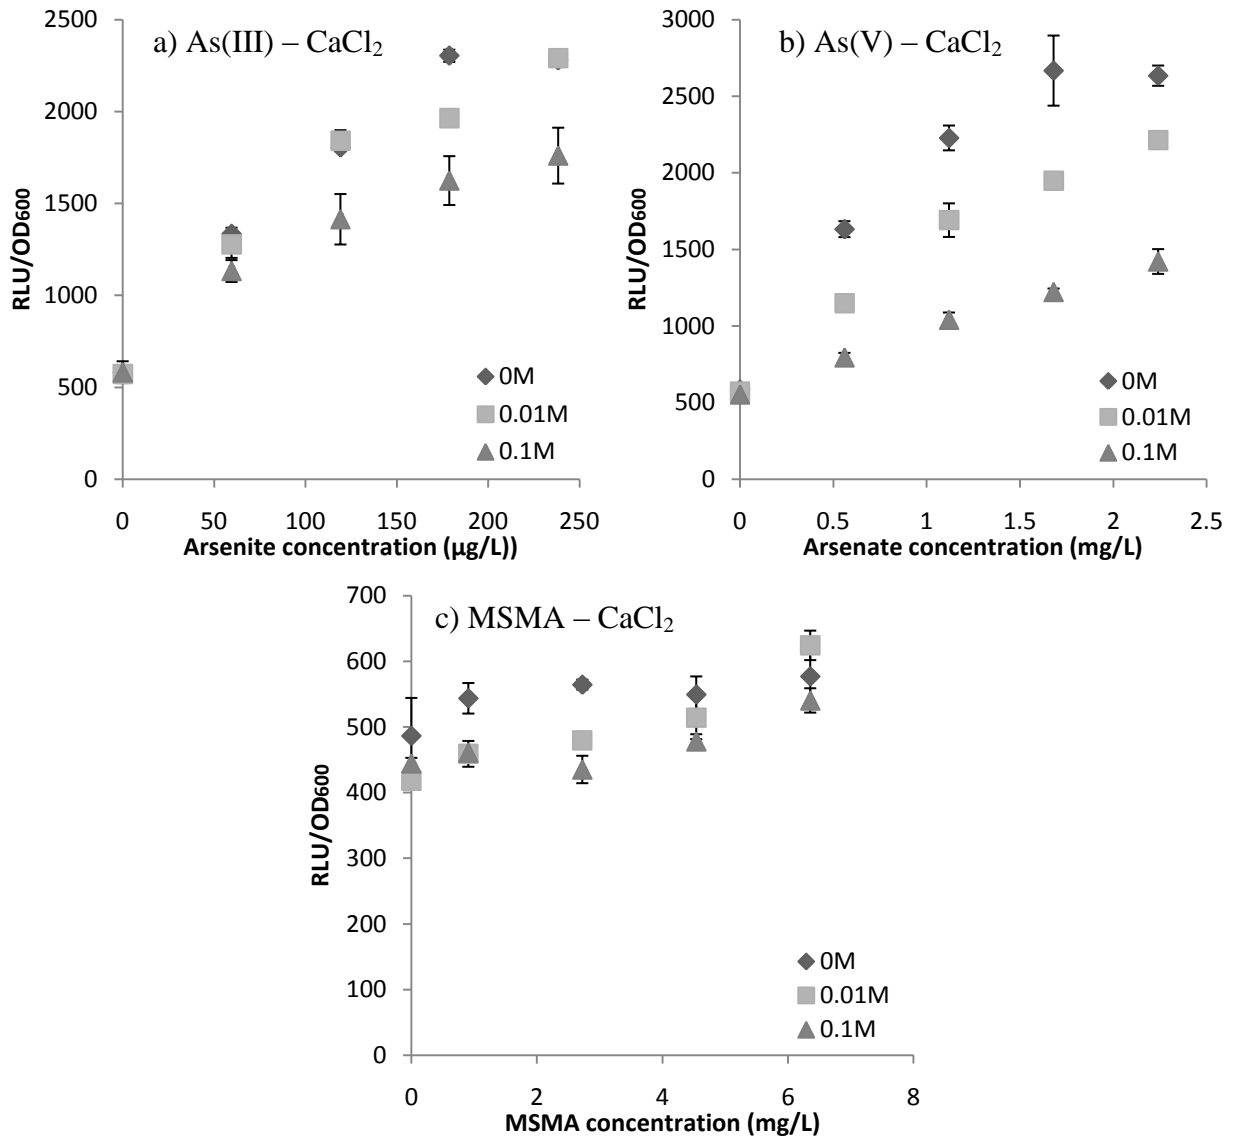 a) As(III) – CaCl2
2500
2000
1500
1000
500
0
RLU/OD600
0M
0.01M
0.1M
0 50 100 150 200 250
Arsenite concentration (µg/L))
b) As(V) – CaCl2
3000
2500
2000
1500
1000
500
0
RLU/OD600
0M
0.01M
0.1M
0 0.5 1 1.5 2 2.5
Arsenate concentration (mg/L)
c) MSMA – CaCl2
700
600
500
400
300
200
100
0
RLU/OD600
0M
0.01M
0.1M
0 2 4 6 8
MSMA concentration (mg/L)